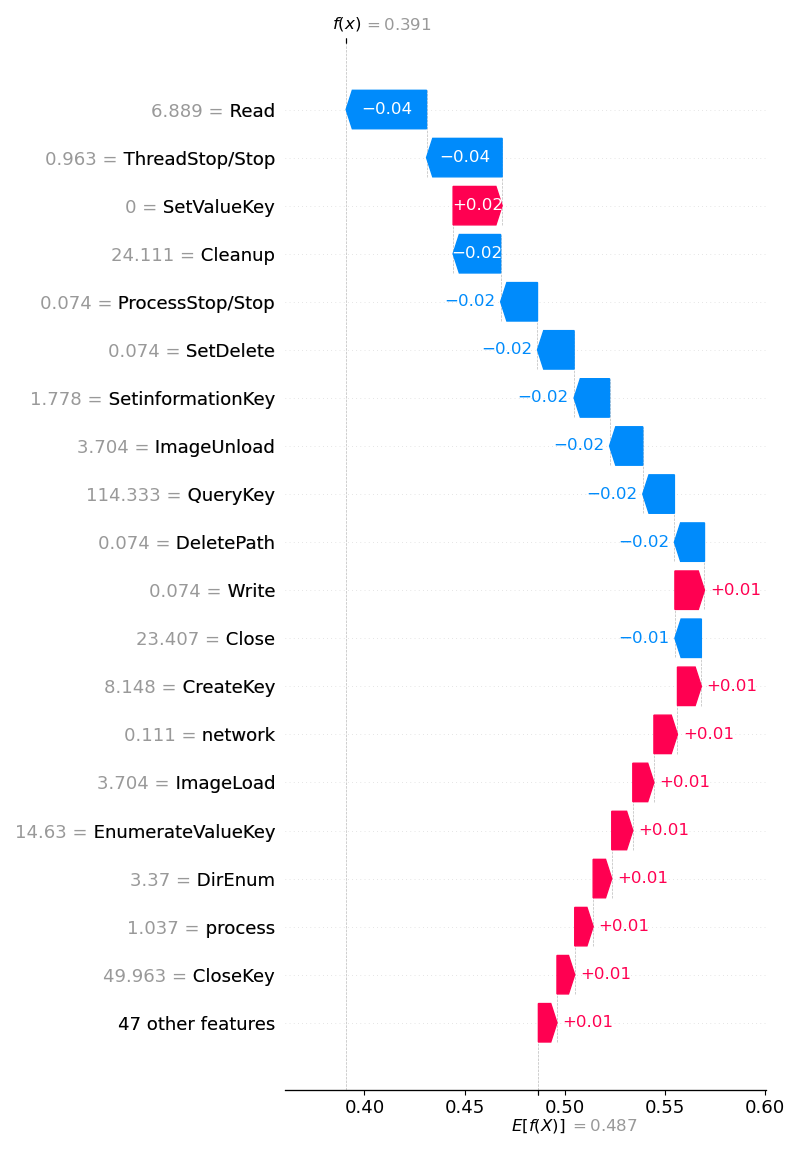 f(x) = 0.391
6.889 = Read −0.04
0.963 = ThreadStop/Stop −0.04
0 = SetValueKey +0.02
24.111 = Cleanup −0.02
0.074 = ProcessStop/Stop −0.02
0.074 = SetDelete −0.02
1.778 = SetinformationKey −0.02
3.704 = ImageUnload −0.02
114.333 = QueryKey −0.02
0.074 = DeletePath −0.02
0.074 = Write +0.01
23.407 = Close −0.01
8.148 = CreateKey +0.01
0.111 = network +0.01
3.704 = ImageLoad +0.01
14.63 = EnumerateValueKey +0.01
3.37 = DirEnum +0.01
1.037 = process +0.01
49.963 = CloseKey +0.01
47 other features +0.01
0.40 0.45 0.50 0.55 0.60
E[f(X)] = 0.487